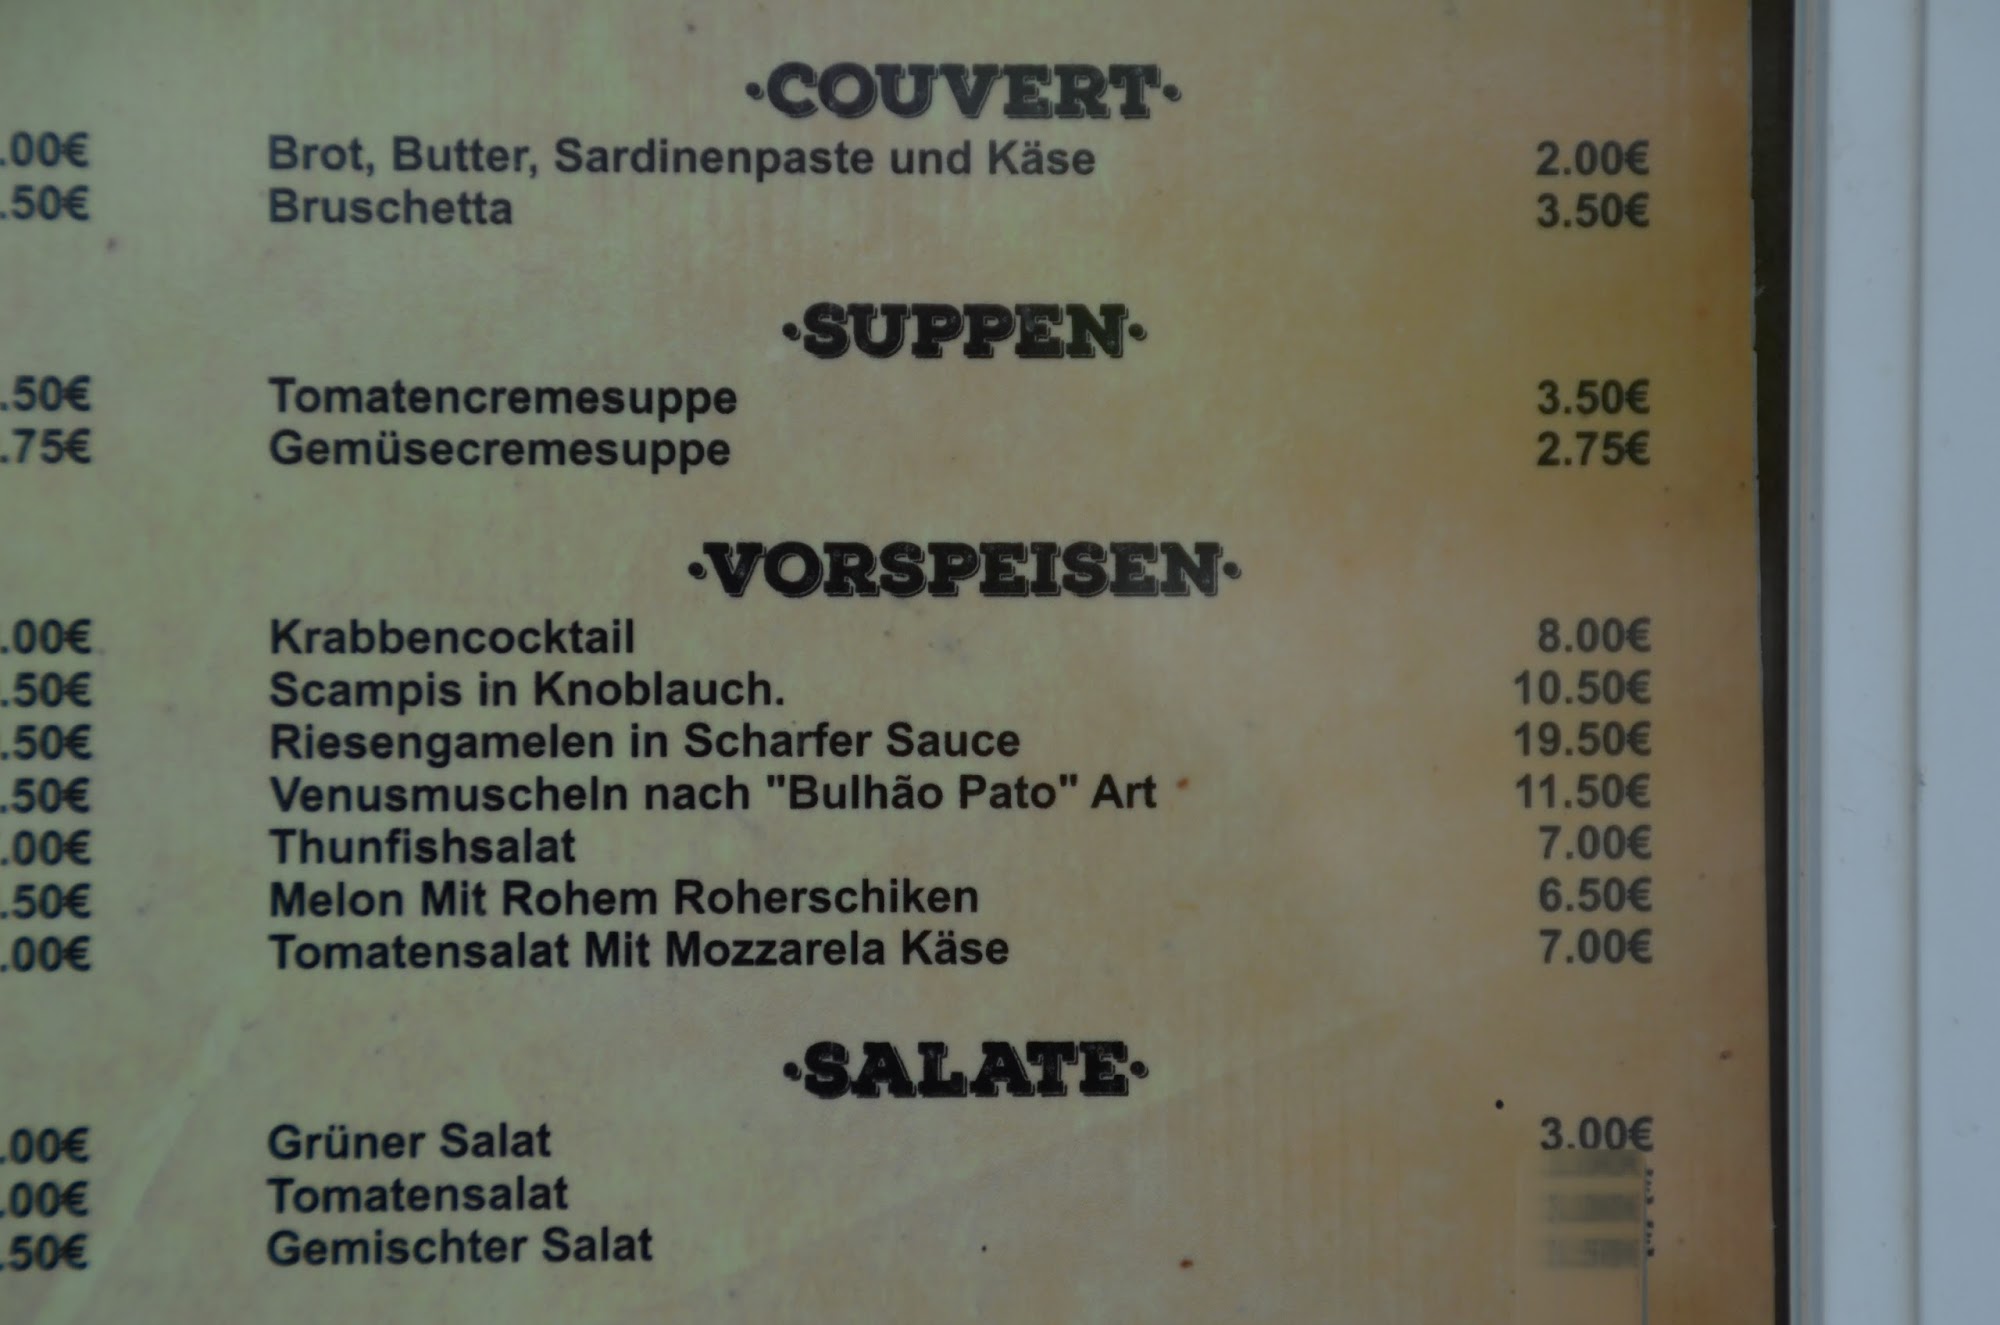 ·COUVERT·
.00€ Brot, Butter, Sardinenpaste und Käse 2.00€
.50€ Bruschetta 3.50€
·SUPPEN·
.50€ Tomatencremesuppe 3.50€
.75€ Gemüsecremesuppe 2.75€
·VORSPEISEN·
.00€ Krabbencocktail 8.00€
.50€ Scampis in Knoblauch. 10.50€
.50€ Riesengamelen in Scharfer Sauce 19.50€
.50€ Venusmuscheln nach "Bulhão Pato" Art 11.50€
.00€ Thunfishsalat 7.00€
.50€ Melon Mit Rohem Roherschiken 6.50€
.00€ Tomatensalat Mit Mozzarela Käse 7.00€
·SALATE·
.00€ Grüner Salat 3.00€
.00€ Tomatensalat
.50€ Gemischter Salat